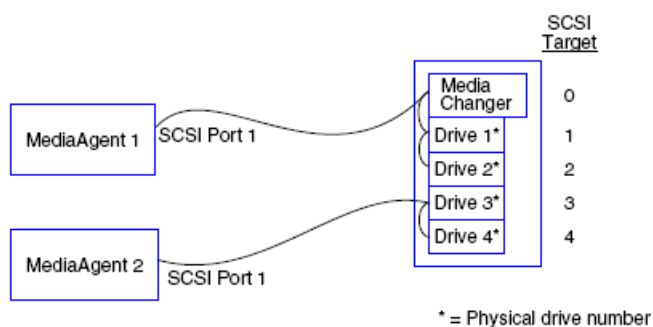 SCSI
Target
Media
Changer
0
MediaAgent 1
SCSI Port 1
Drive 1*
1
Drive 2*
2
Drive 3*
3
Drive 4*
4
MediaAgent 2
SCSI Port 1
* = Physical drive number